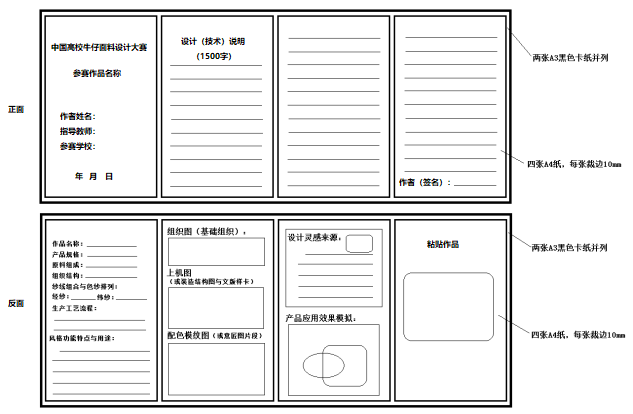 中国高校牛仔面料设计大赛
参赛作品名称
作者姓名：
指导教师：
参赛学校：
年 月 日
设计（技术）说明
（1500字）
作者（签名）：
正面
两张A3黑色卡纸并列
四张A4纸，每张裁边10mm
反面
作品名称：
产品规格：
原料组成：
组织结构：
纱线组合与色纱排列：
经纱： 纬纱：
生产工艺流程：
风格功能特点与用途：
组织图（基础组织），：
上机图
（或装造结构图与文版样卡）
配色模纹图（或意匠图片段）
设计灵感来源：
产品应用效果模拟：
粘贴作品
两张A3黑色卡纸并列
四张A4纸，每张裁边10mm